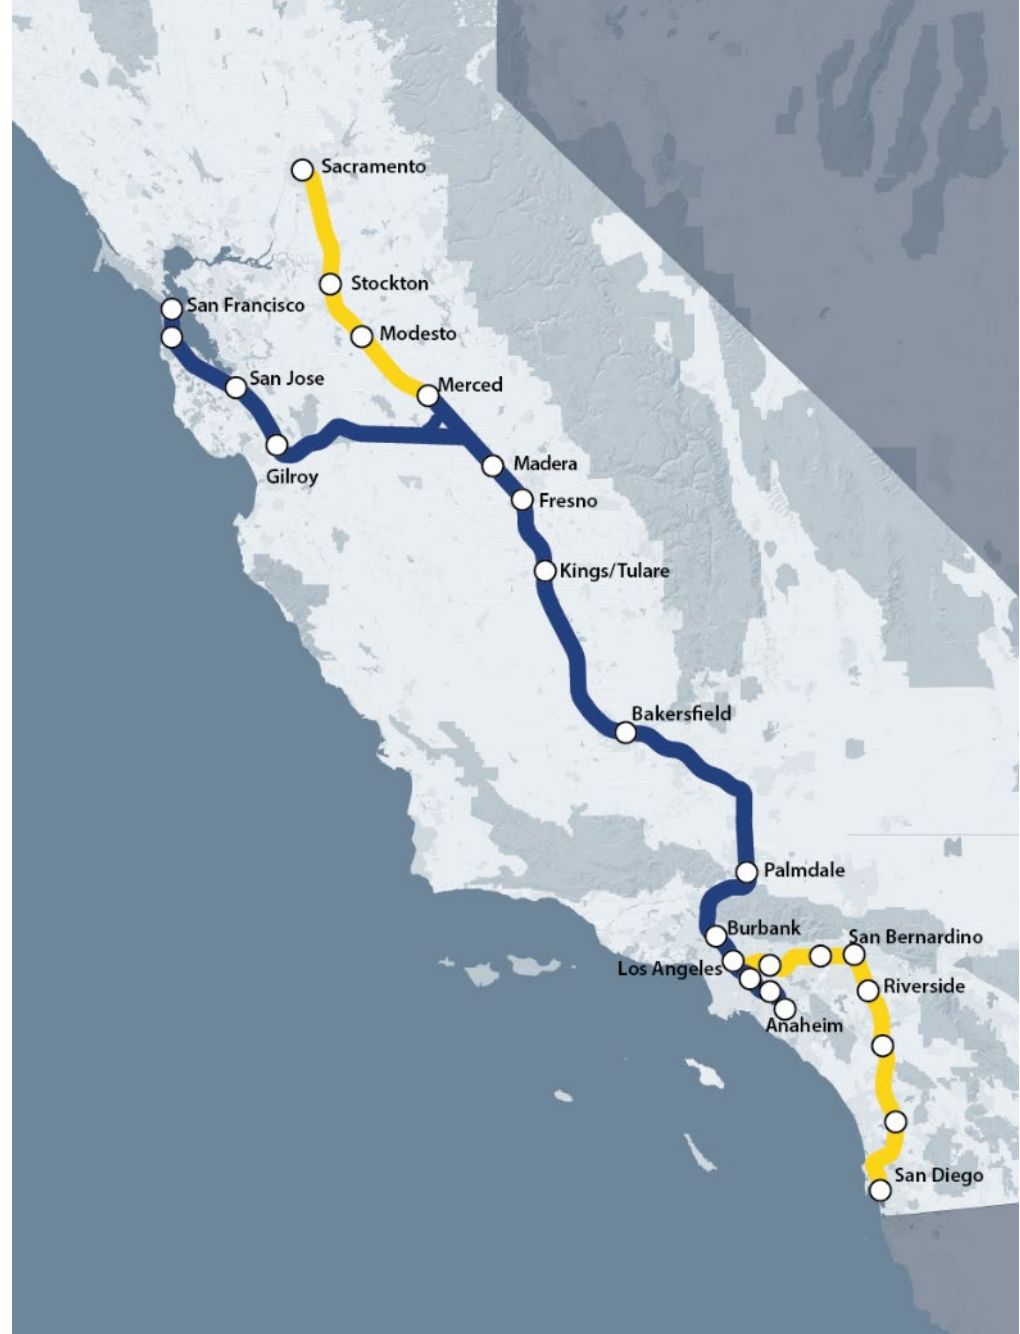 Sacramento
Stockton
San Francisco
Modesto
San Jose
Merced
Gilroy
Madera
Fresno
Kings/Tulare
Bakersfield
Palmdale
Burbank
San Bernardino
Los Angeles
Riverside
Anaheim
San Diego